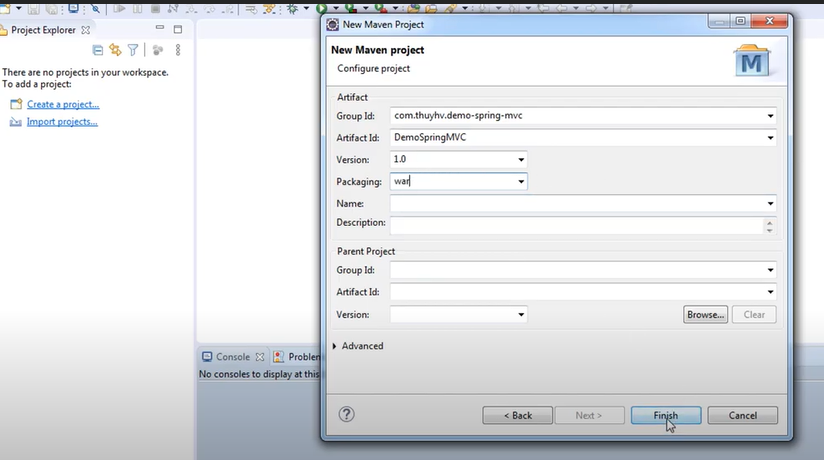 New Maven Project
Project Explorer
There are no projects in your workspace.
To add a project:
Create a project...
Import projects...
New Maven project
Configure project
Artifact
Group Id: com.thuyhv.demo-spring-mvc
Artifact Id: DemoSpringMVC
Version: 1.0
Packaging: war
Name:
Description:
Parent Project
Group Id:
Artifact Id:
Version: Browse... Clear
Advanced
Console Problem
No consoles to display at this
? < Back Next > Finish Cancel